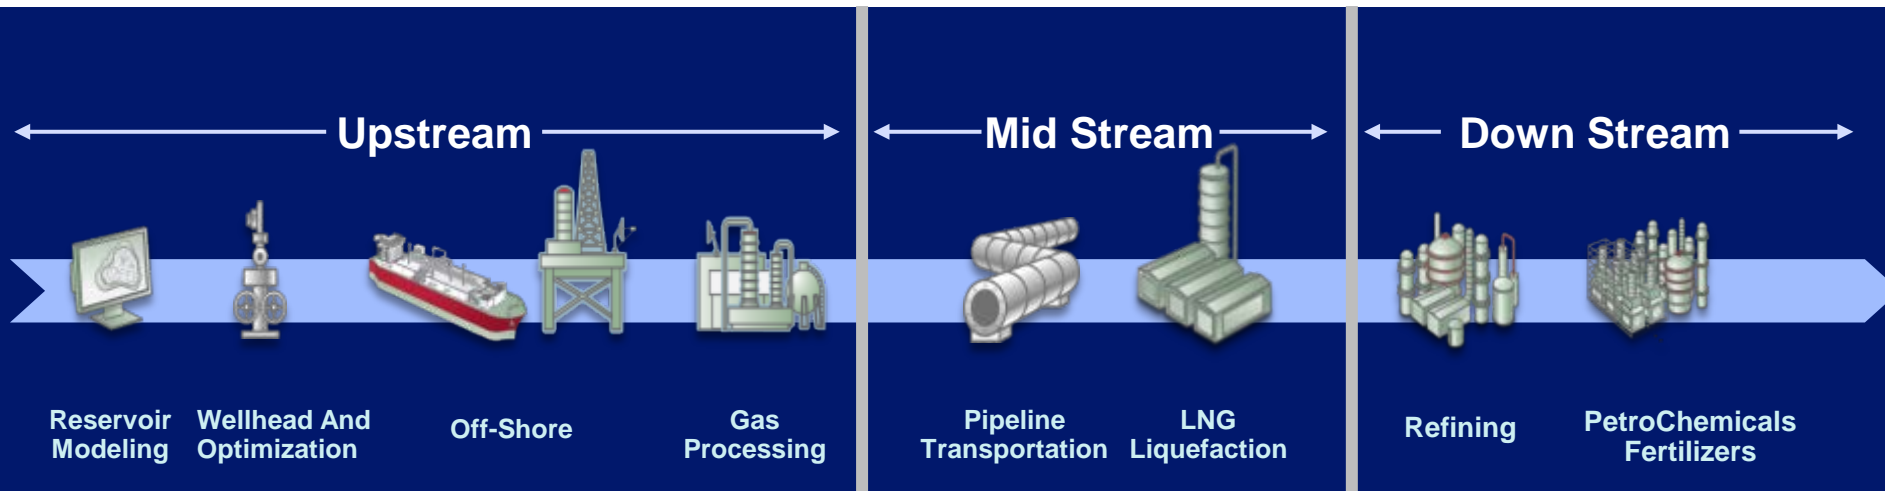 Upstream
Mid Stream
Down Stream
Reservoir
Modeling
Wellhead And
Optimization
Off-Shore
Gas
Processing
Pipeline
Transportation
LNG
Liquefaction
Refining
PetroChemicals
Fertilizers